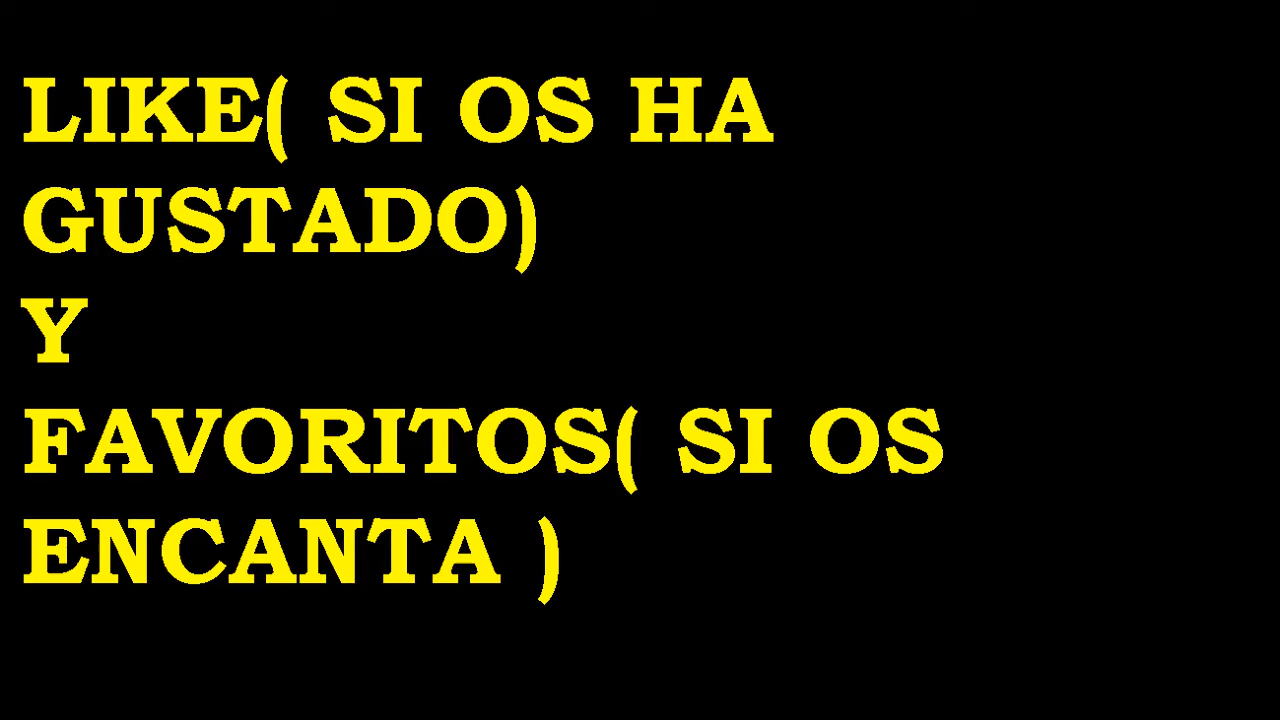 LIKE( SI OS HA
GUSTADO)
Y
FAVORITOS( SI OS
ENCANTA )